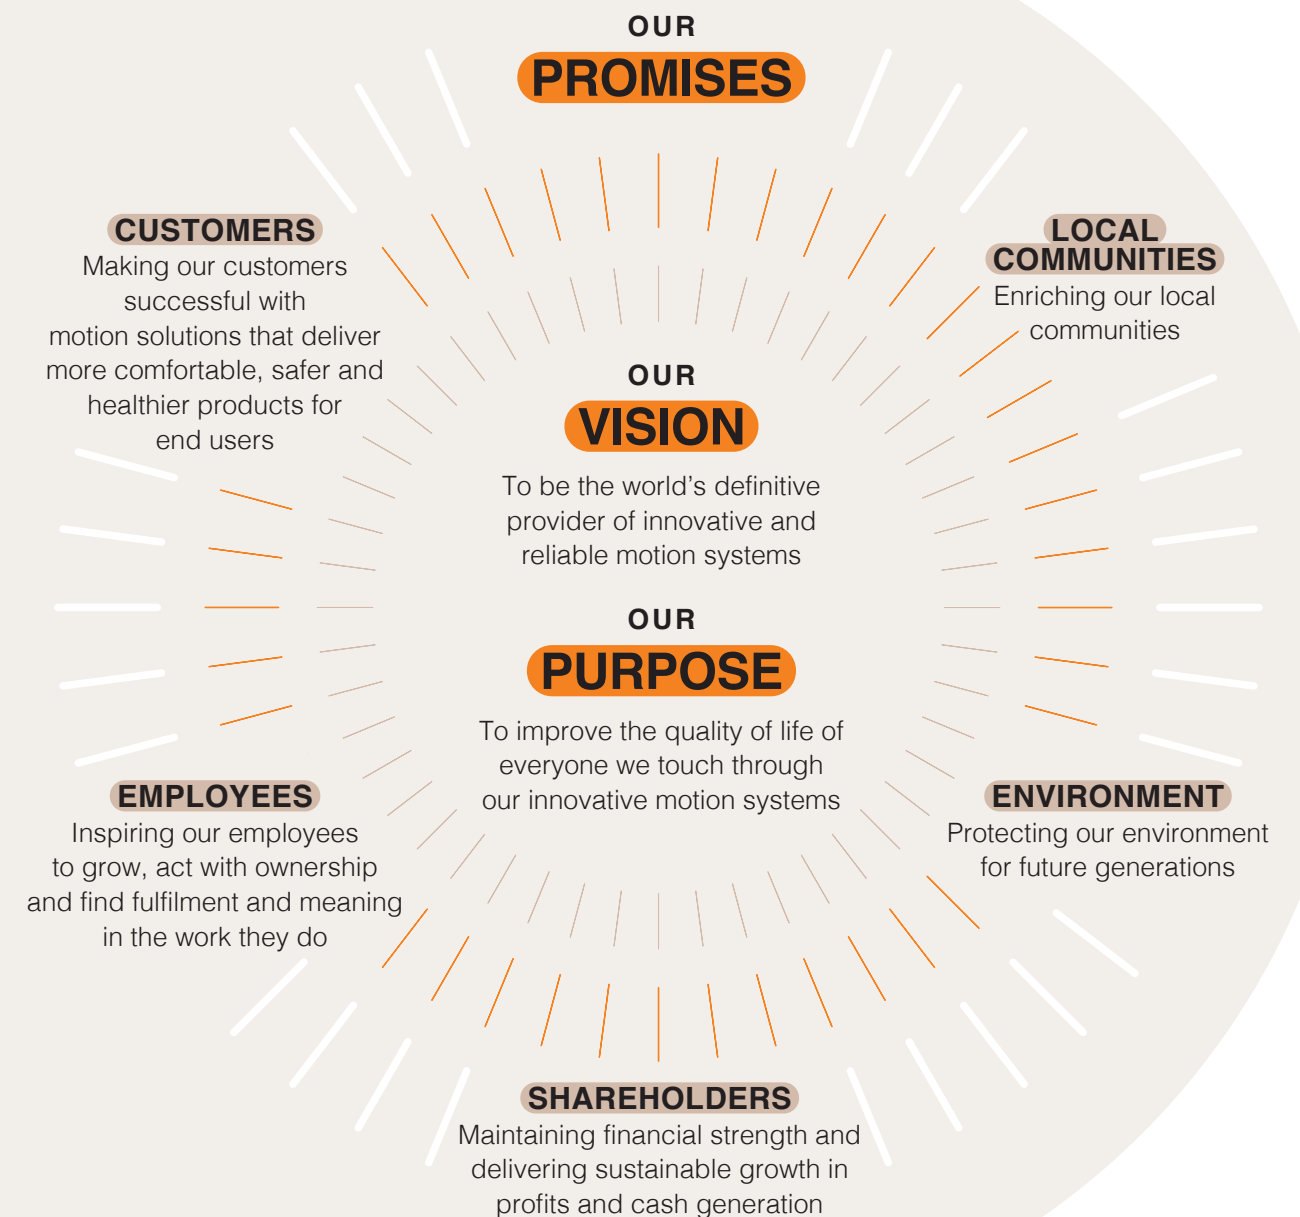 OUR
PROMISES
CUSTOMERS
Making our customers
successful with
motion solutions that deliver
more comfortable, safer and
healthier products for
end users
LOCAL
COMMUNITIES
Enriching our local
communities
OUR
VISION
To be the world’s definitive
provider of innovative and
reliable motion systems
OUR
PURPOSE
To improve the quality of life of
everyone we touch through
our innovative motion systems
EMPLOYEES
Inspiring our employees
to grow, act with ownership
and find fulfilment and meaning
in the work they do
ENVIRONMENT
Protecting our environment
for future generations
SHAREHOLDERS
Maintaining financial strength and
delivering sustainable growth in
profits and cash generation